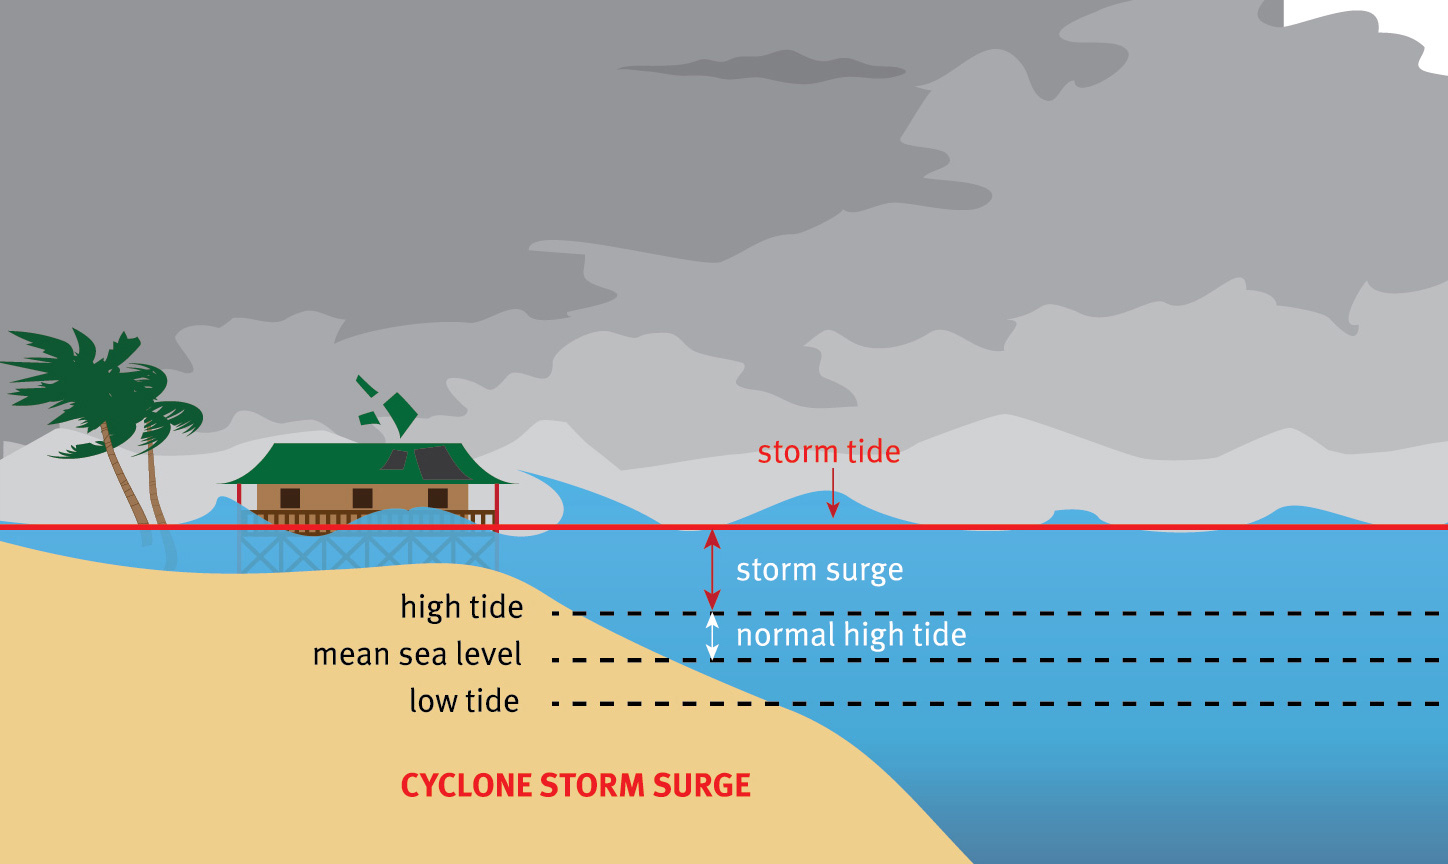 storm tide
storm surge
high tide
normal high tide
mean sea level
low tide
CYCLONE STORM SURGE